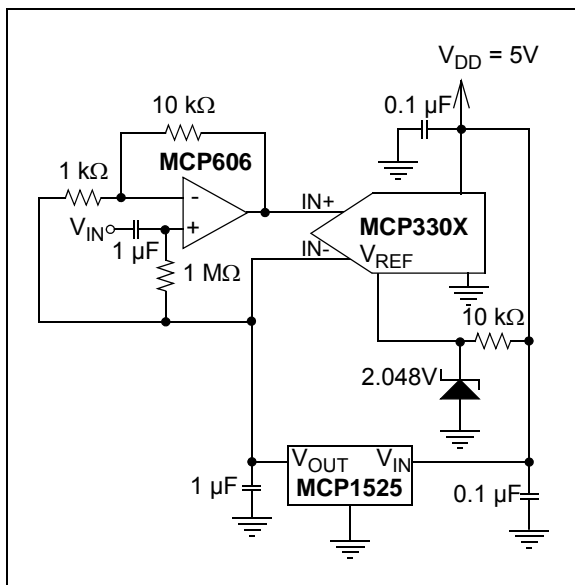 V_DD = 5V
10 kΩ
0.1 µF
MCP606
1 kΩ
-
+
V_IN
1 µF
1 MΩ
IN+
IN-
MCP330X
V_REF
10 kΩ
2.048V
V_OUT V_IN
MCP1525
1 µF
0.1 µF